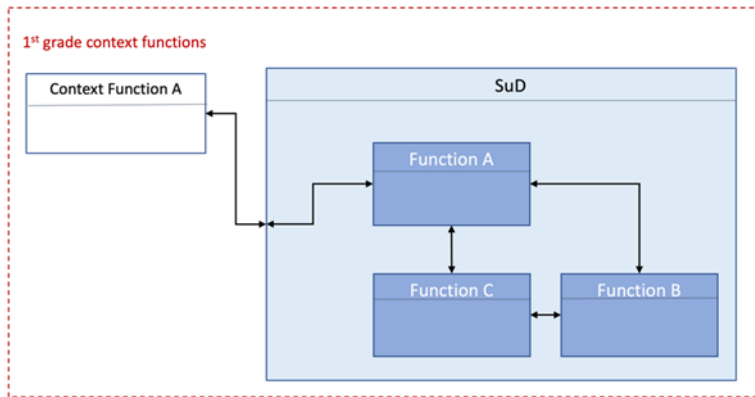 1st grade context functions
Context Function A
SuD
Function A
Function C
Function B